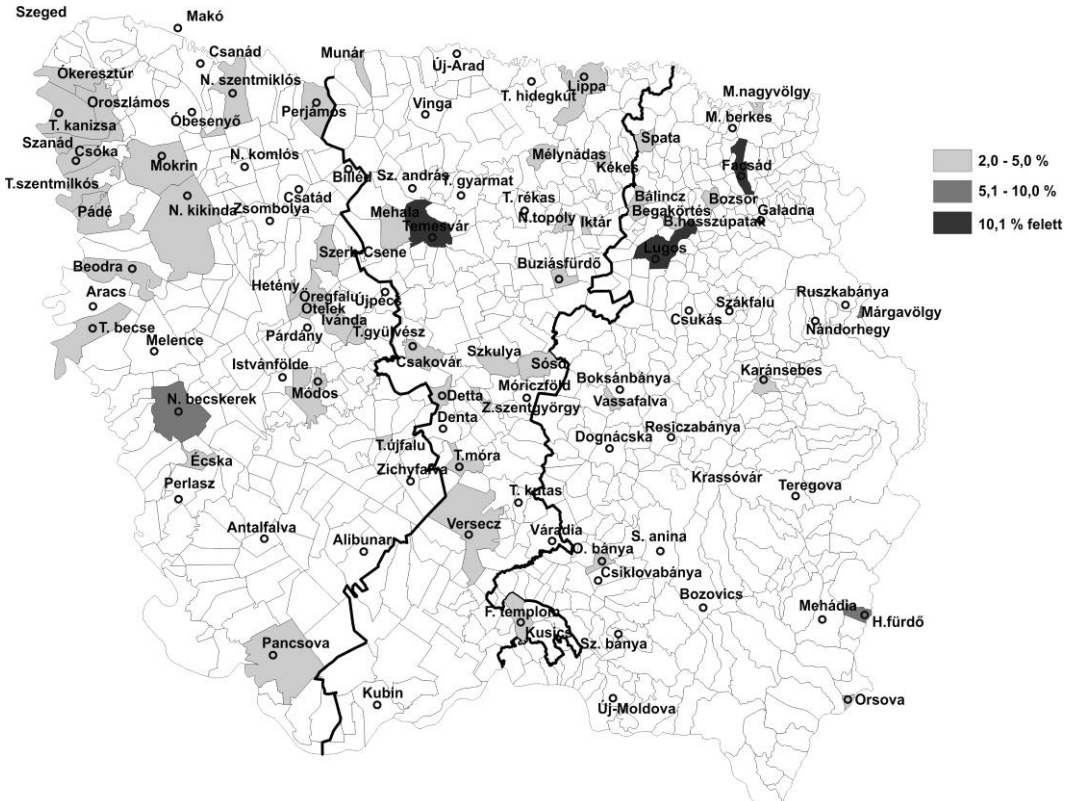 Szeged
Makó
Csanád
Munár
Új-Arad
Ókeresztúr
N. szentmiklós
T. hidegkút
Lippa
M.nagyvölgy
Oroszlámos
Óbesenyő
Perjámos
Vinga
M. berkes
T. kanizsa
Spata
Szanád
Csóka
Mokrin
N. komlós
Mélynádas
Kékes
Facsád
2,0 - 5,0 %
5,1 - 10,0 %
10,1 % felett
T.szentmilkós
Billéd
Sz. andrás
T. gyarmat
Bálincz
Bozsor
Csatád
T. rékas
Pádé
N. kikinda
Zsombolya
Mehala
Temesvár
N.topoly
Iktár
Begakörtés
B.hosszúpatak
Galadna
Szerb Csene
Lugos
Beodra
Buziásfürdő
Aracs
Hetény
Öregfalu
Ótelek
Újpécs
Ivánda
Szákfalu
Csukás
Ruszkabánya
Márgavölgy
Nándorhegy
T. becse
Melence
Párdány
T.gyülvész
Istvánfölde
Csakovár
Szkulya
Sósd
Karánsebes
Módos
Móriczföld
Boksánbánya
Vassafalva
N. becskerek
Detta
Z.szentgyörgy
Denta
Dognácska
Resiczabánya
T.újfalu
Écska
T.móra
Zichyfalva
Krassóvár
Perlasz
Teregova
T. kutas
Antalfalva
Alibunar
Versecz
Váradia
O. bánya
S. anina
Csiklovabánya
Bozovics
F. templom
Kusics
Mehádia
H.fürdő
Pancsova
Sz. bánya
Kubin
Új-Moldova
Orsova